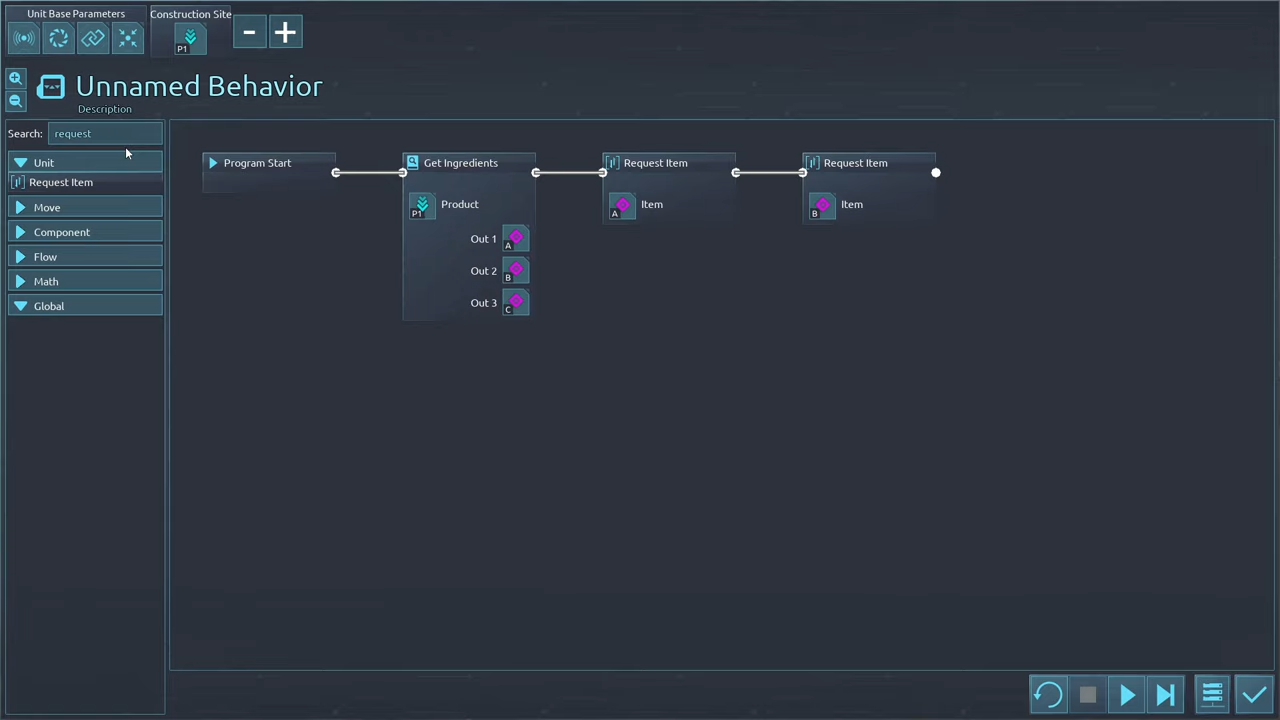 Unit Base Parameters
Construction Site
P1
- +
Unnamed Behavior
Description
Search: request
Unit
Request Item
Move
Component
Flow
Math
Global
Program Start
Get Ingredients
P1 Product
Out 1 A
Out 2 B
Out 3 C
Request Item
A Item
Request Item
B Item